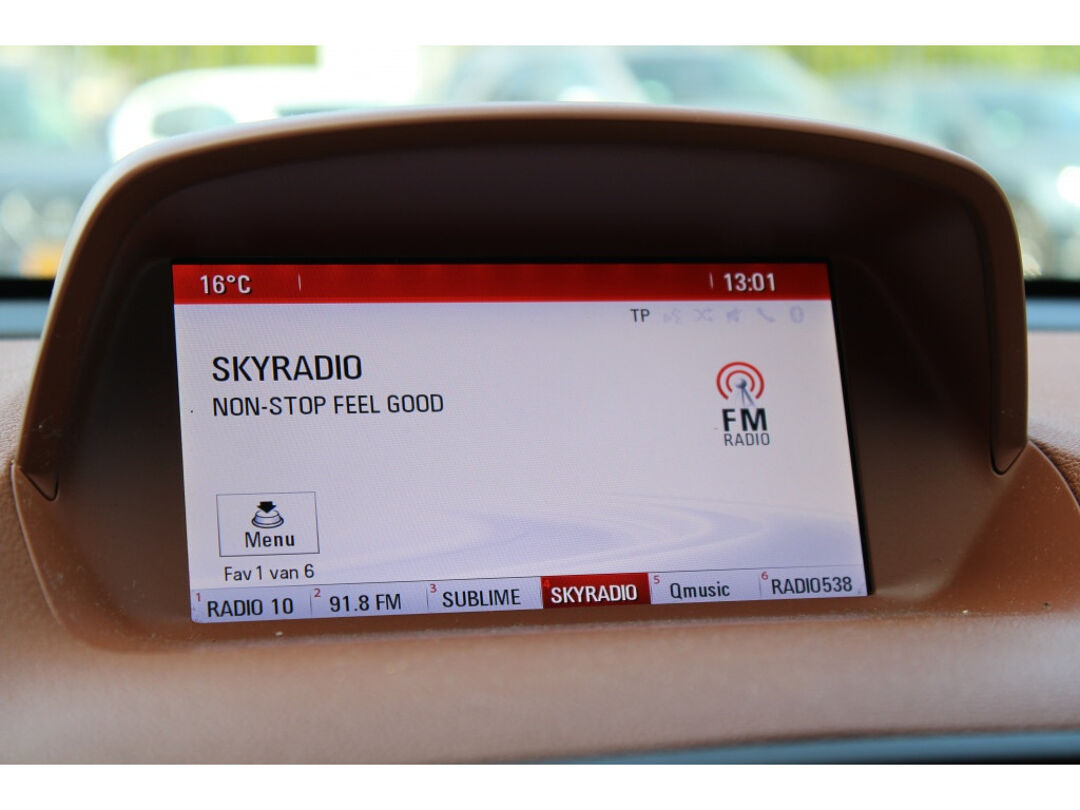 16°C 13:01
TP
SKYRADIO
NON-STOP FEEL GOOD
FM
RADIO
Menu
Fav 1 van 6
1 RADIO 10 2 91.8 FM 3 SUBLIME 4 SKYRADIO 5 Qmusic 6 RADIO538